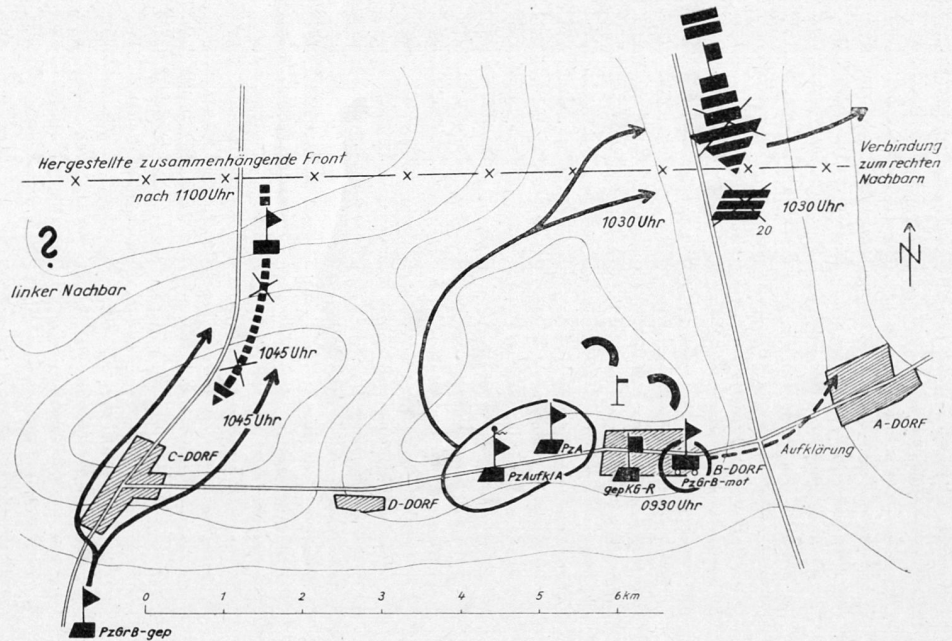 Hergestellte zusammenhängende Front
nach 1100 Uhr
Verbindung
zum rechten
Nachbarn
1030 Uhr
20
1030 Uhr
N
?
linker Nachbar
1045 Uhr
1045 Uhr
C-DORF
D-DORF
PzAufklA
PzA
gepKG-R
B-DORF
PzGrB-mot
0930 Uhr
Aufklärung
A-DORF
PzGrB-gep
0 1 2 3 4 5 6 km